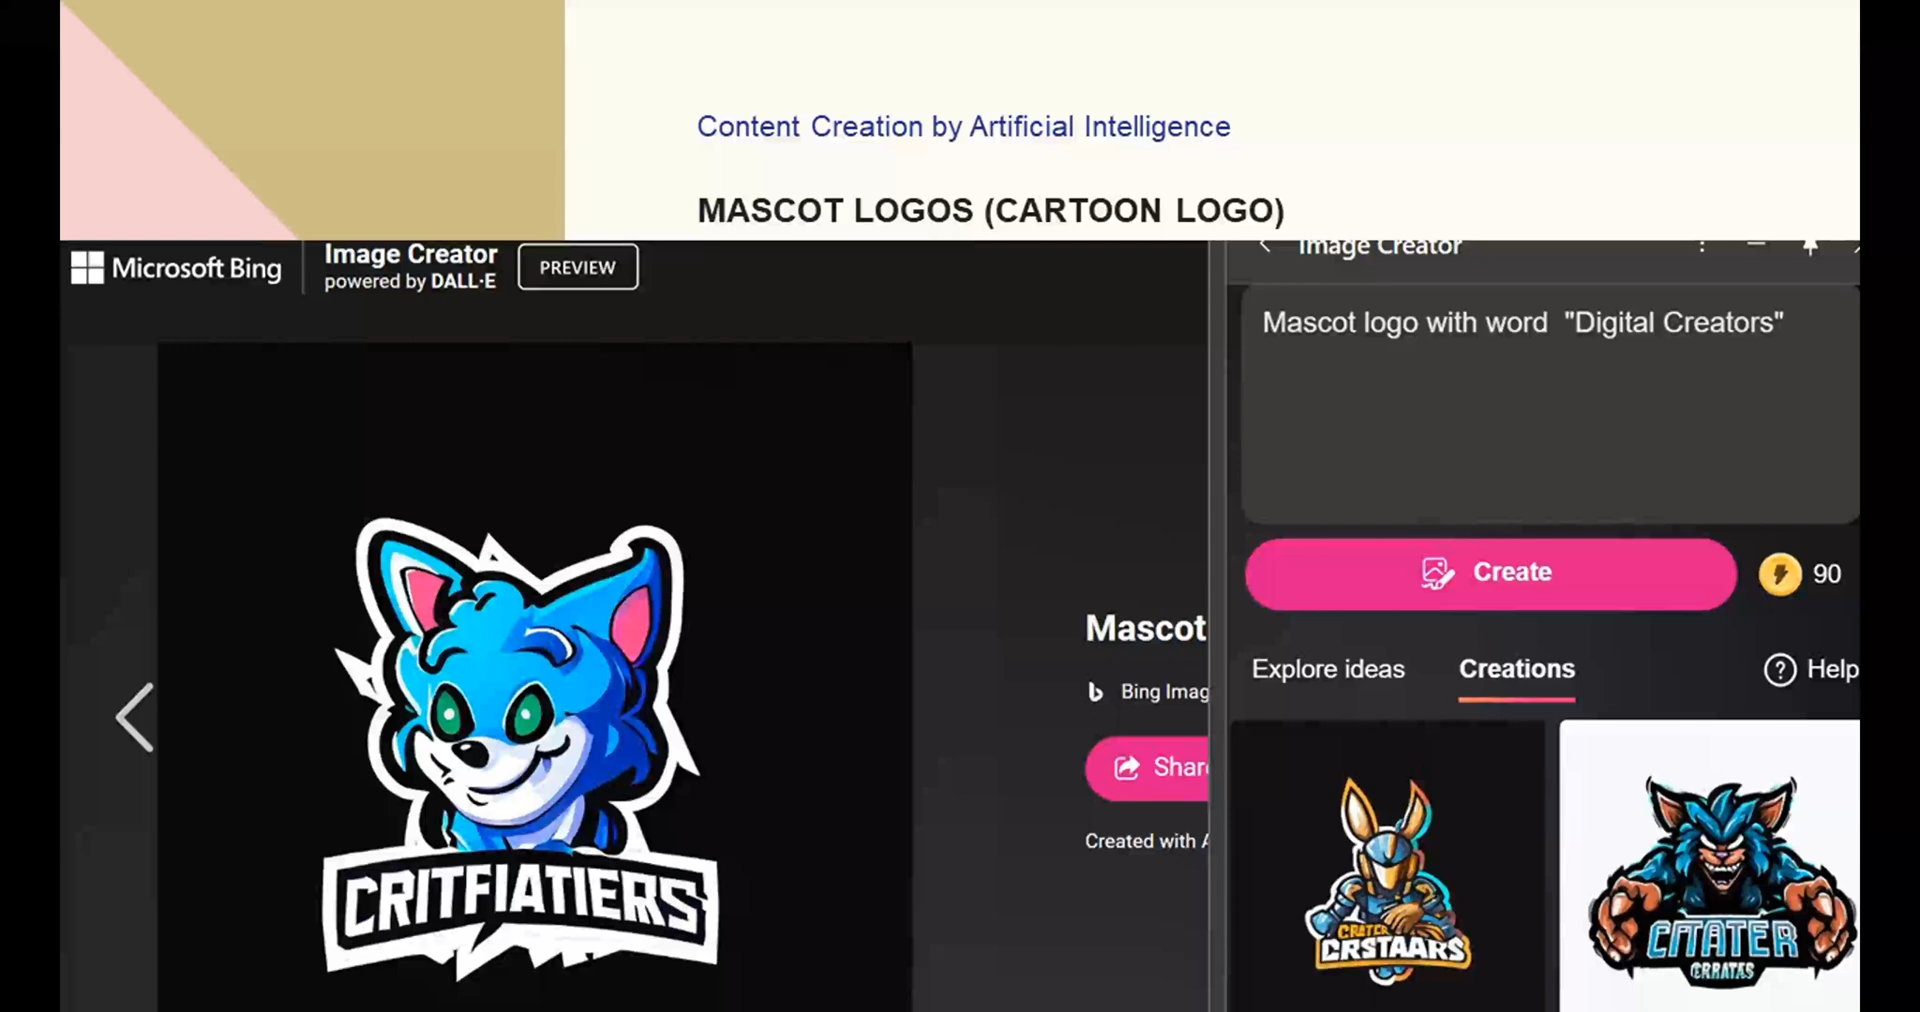 Content Creation by Artificial Intelligence
MASCOT LOGOS (CARTOON LOGO)
Microsoft Bing
Image Creator
powered by DALL·E
PREVIEW
Image Creator
Mascot logo with word "Digital Creators"
Create
90
Mascot
Explore ideas
Creations
Help
Bing Imag
Shar
Created with A
CRITFIATIERS
CRATER
CRSTAARS
CITATER
CRRATAS